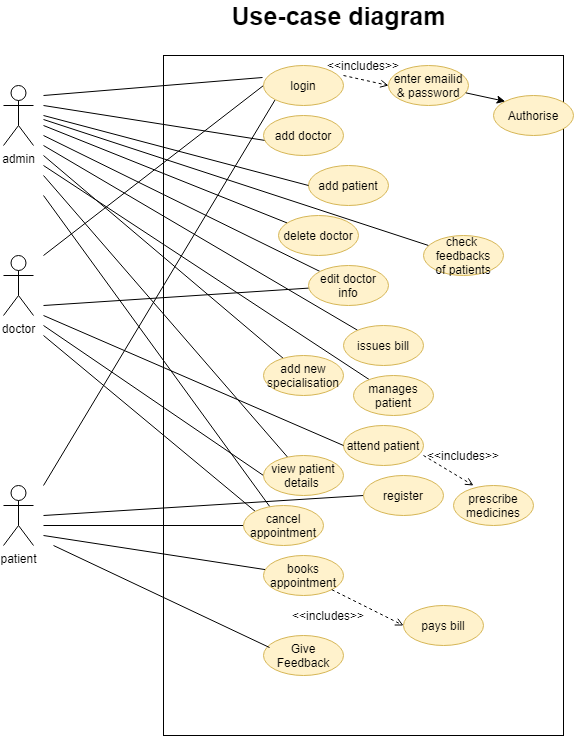 Use-case diagram
<<includes>>
login
enter emailid
& password
Authorise
add doctor
admin
add patient
delete doctor
check
feedbacks
of patients
edit doctor
info
doctor
issues bill
add new
specialisation
manages
patient
attend patient
<<includes>>
view patient
details
register
prescribe
medicines
cancel
appointment
patient
books
appointment
<<includes>>
pays bill
Give
Feedback